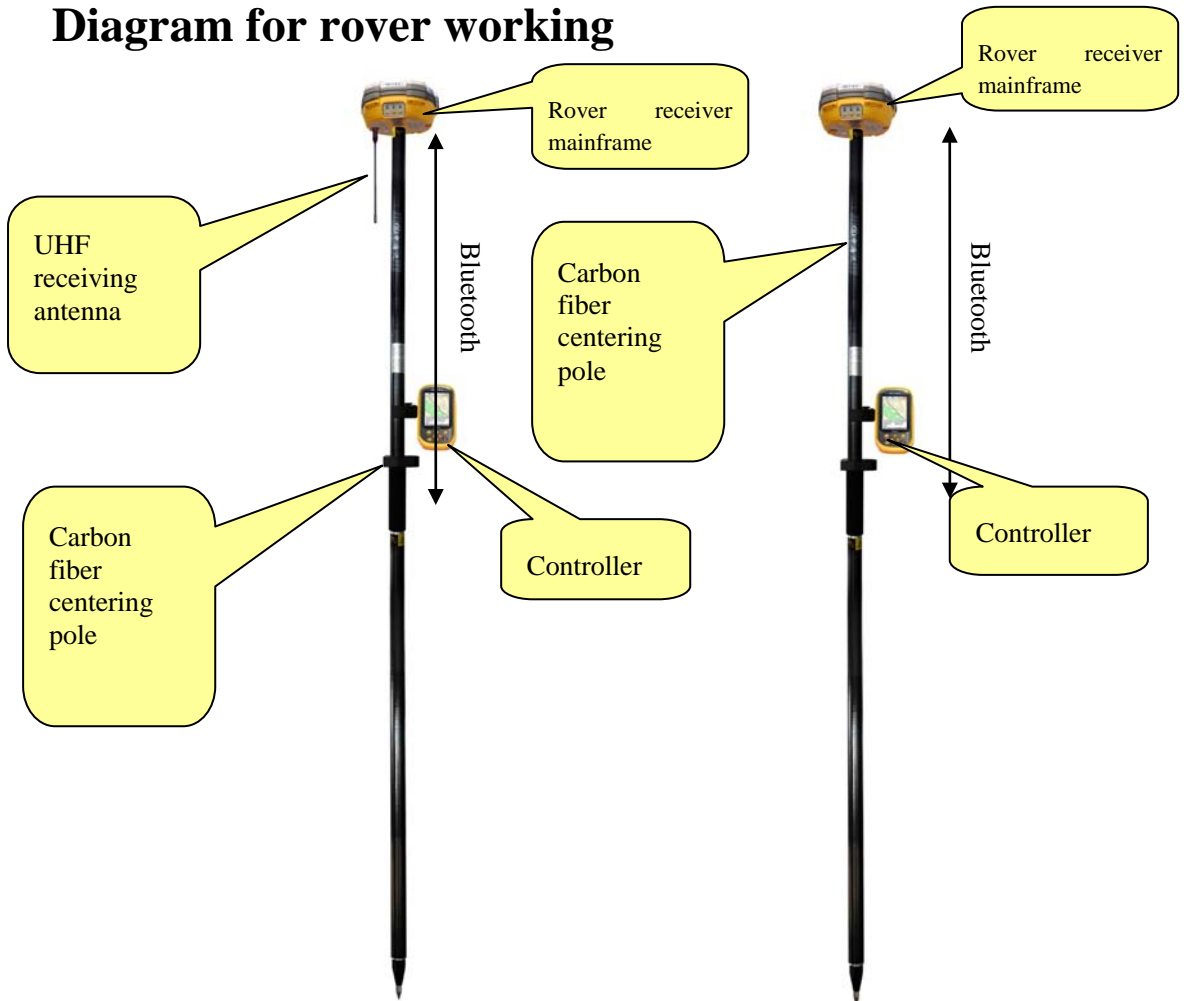 Diagram for rover working
Rover receiver
mainframe
Rover receiver
mainframe
UHF
receiving
antenna
Bluetooth
Carbon
fiber
centering
pole
Bluetooth
Carbon
fiber
centering
pole
Controller
Controller